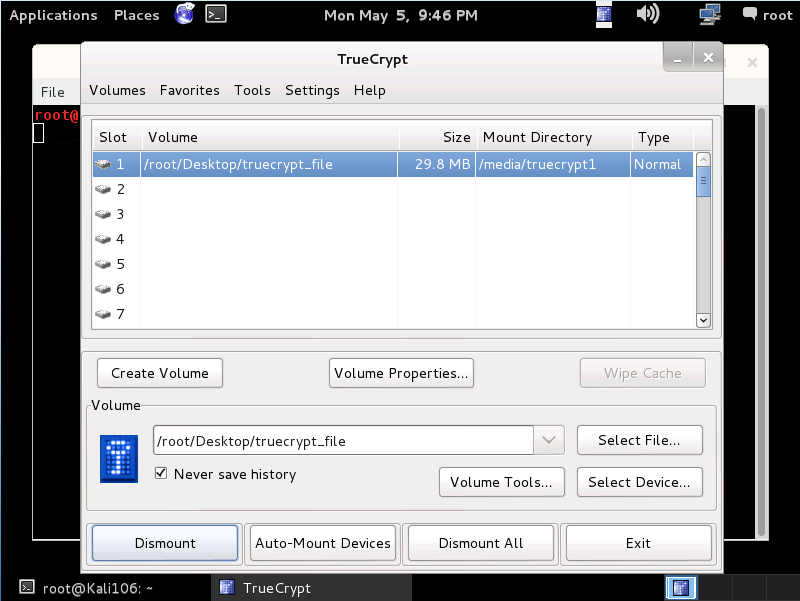 Applications Places Mon May 5, 9:46 PM root
TrueCrypt
File
Volumes Favorites Tools Settings Help
root@
Slot Volume Size Mount Directory Type
1 /root/Desktop/truecrypt_file 29.8 MB /media/truecrypt1 Normal
2
3
4
5
6
7
Create Volume Volume Properties... Wipe Cache
Volume
/root/Desktop/truecrypt_file Select File...
Never save history
Volume Tools... Select Device...
Dismount Auto-Mount Devices Dismount All Exit
root@Kali106: ~ TrueCrypt